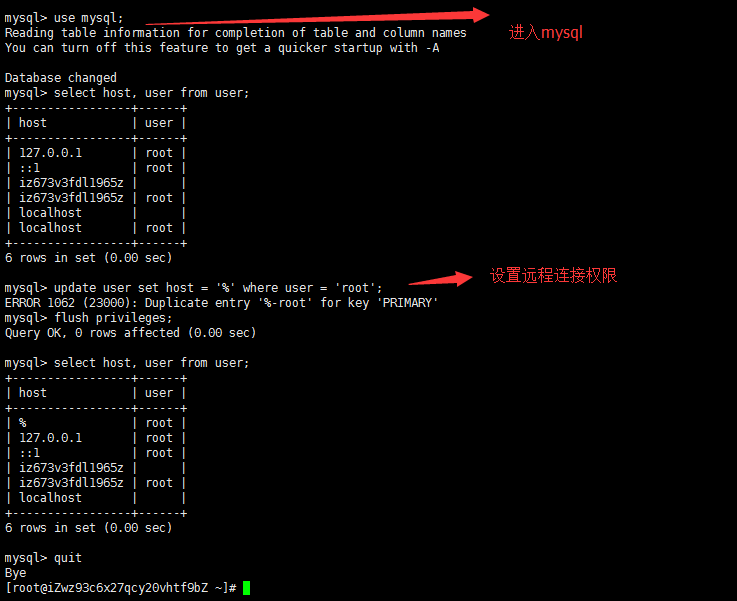 mysql> use mysql;
进入mysql
Reading table information for completion of table and column names
You can turn off this feature to get a quicker startup with -A
Database changed
mysql> select host, user from user;
+-----------------+------+
| host            | user |
+-----------------+------+
| 127.0.0.1       | root |
| ::1             | root |
| iz673v3fdl1965z |      |
| iz673v3fdl1965z | root |
| localhost       |      |
| localhost       | root |
+-----------------+------+
6 rows in set (0.00 sec)
mysql> update user set host = '%' where user = 'root';
设置远程连接权限
ERROR 1062 (23000): Duplicate entry '%-root' for key 'PRIMARY'
mysql> flush privileges;
Query OK, 0 rows affected (0.00 sec)
mysql> select host, user from user;
+-----------------+------+
| host            | user |
+-----------------+------+
| %               | root |
| 127.0.0.1       | root |
| ::1             | root |
| iz673v3fdl1965z |      |
| iz673v3fdl1965z | root |
| localhost       |      |
+-----------------+------+
6 rows in set (0.00 sec)
mysql> quit
Bye
[root@iZwz93c6x27qcy20vhtf9bZ ~]#